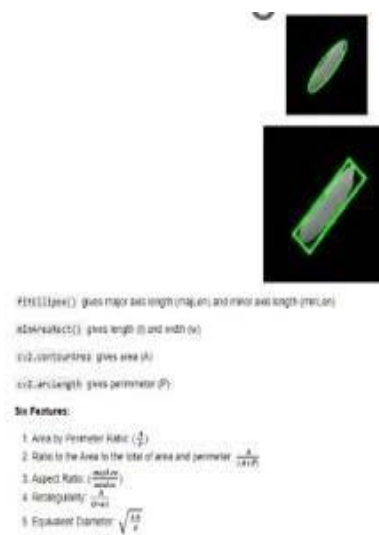 fitEllipse() gives major axis length (majLen) and minor axis length (minLen)
minAreaRect() gives length (l) and width (w)
cv2.contourArea gives area (A)
cv2.arcLength gives perimeter (P)
Six Features:
1. Area by Perimeter Ratio: (A/P)
2. Ratio to the Area to the total of area and perimeter: A/(A+P)
3. Aspect Ratio: (majLen/minLen)
4. Rectangularity: A/(l*w)
5. Equivalent Diameter: